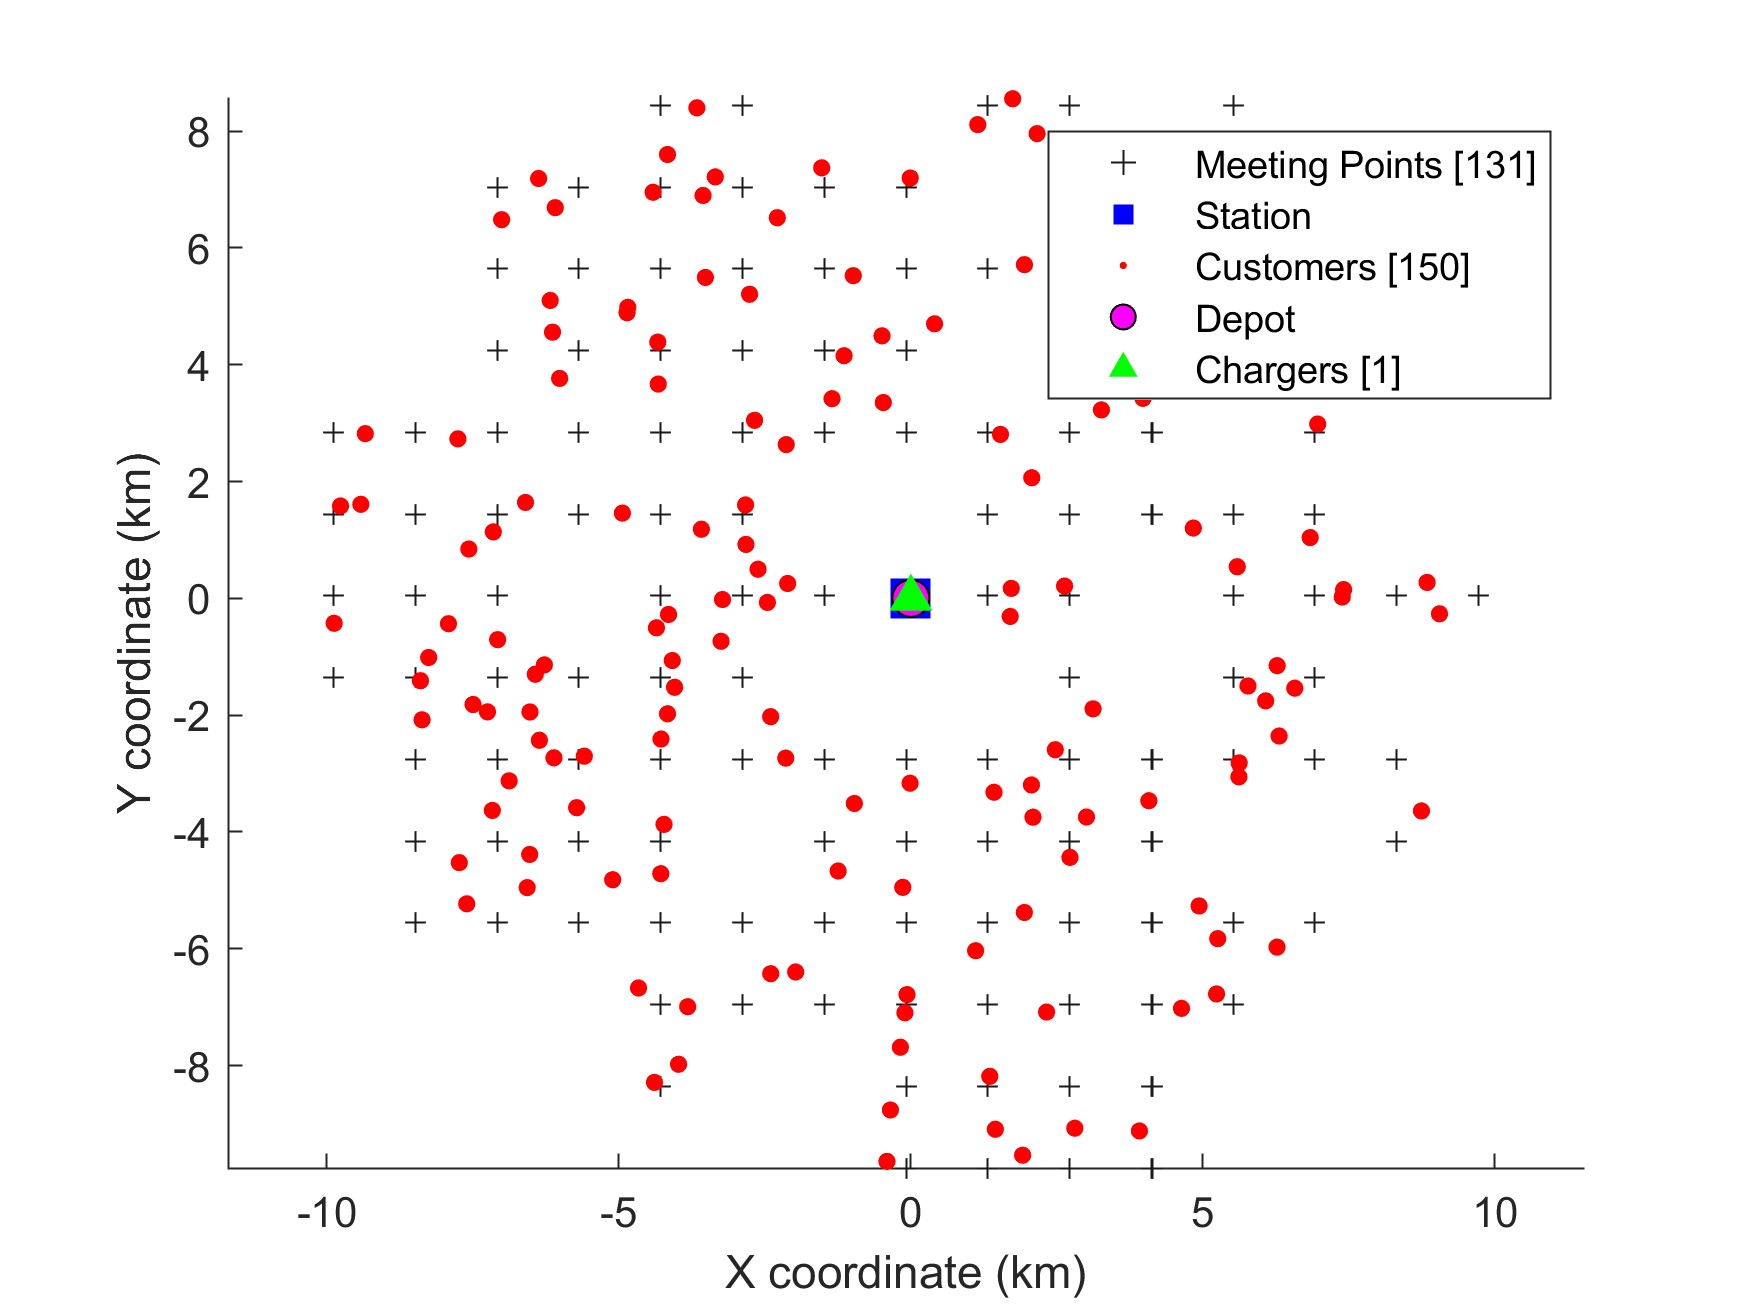 8
6
4
2
0
-2
-4
-6
-8
Y coordinate (km)
Meeting Points [131]
Station
Customers [150]
Depot
Chargers [1]
-10 -5 0 5 10
X coordinate (km)